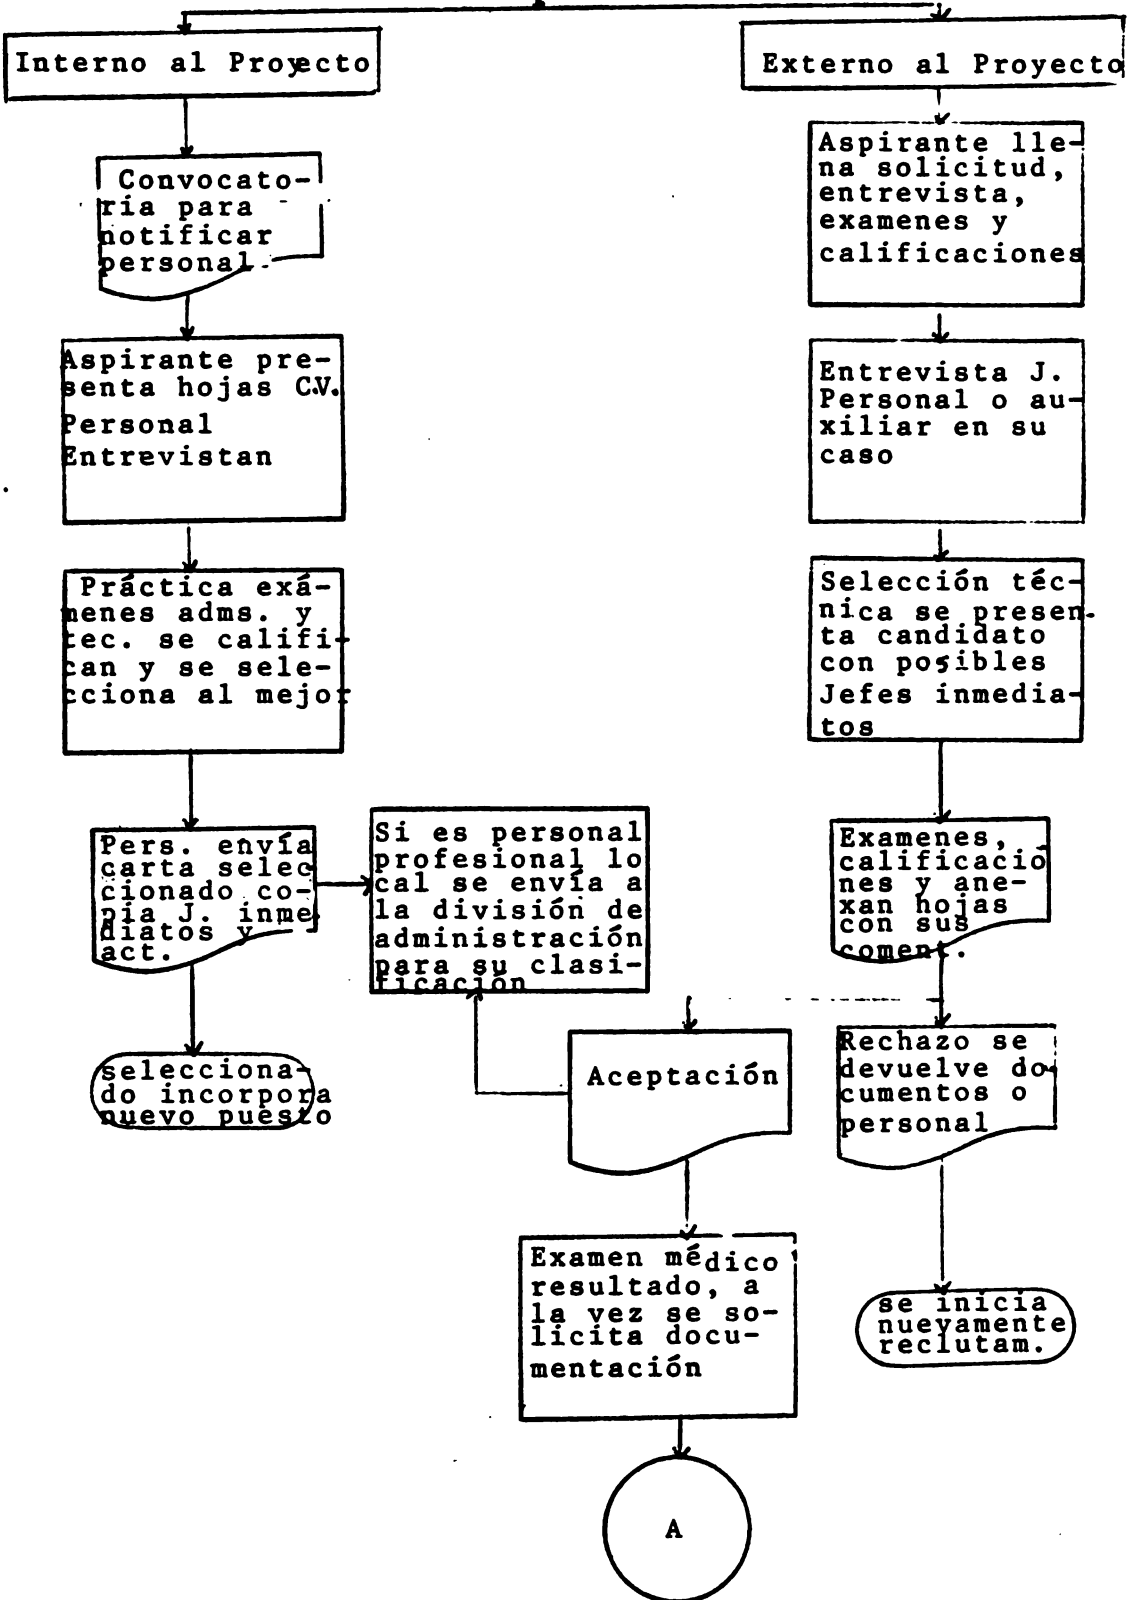 Interno al Proyecto
Convocato-
ria para
notificar
personal.
Aspirante pre-
senta hojas C.V.
Personal
Entrevistan
Práctica exá-
menes adms. y
tec. se califi-
can y se sele-
cciona al mejor
Pers. envía
carta selec
cionado co-
pia J. inme
diatos y
act.
selecciona-
do incorpora
nuevo puesto
Si es personal
profesional lo
cal se envía a
la división de
administración
para su clasi-
ficación
Externo al Proyecto
Aspirante lle-
na solicitud,
entrevista,
examenes y
calificaciones
Entrevista J.
Personal o au-
xiliar en su
caso
Selección téc-
nica se presen-
ta candidato
con posibles
Jefes inmedia-
tos
Examenes,
calificacio
nes y ane-
xan hojas
con sus
coment.
Aceptación
Rechazo se
devuelve do-
cumentos o
personal
Examen médico
resultado, a
la vez se so-
licita docu-
mentación
se inicia
nuevamente
reclutam.
A